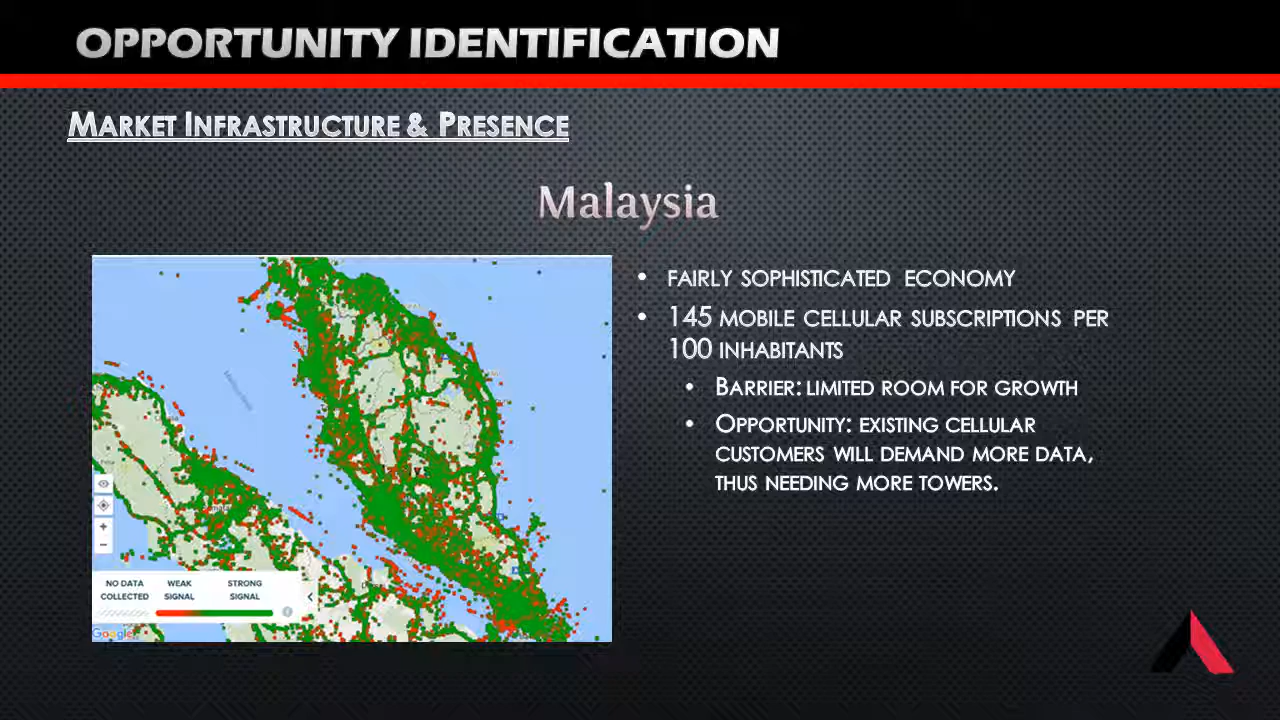 OPPORTUNITY IDENTIFICATION
MARKET INFRASTRUCTURE & PRESENCE
Malaysia
• FAIRLY SOPHISTICATED ECONOMY
• 145 MOBILE CELLULAR SUBSCRIPTIONS PER
100 INHABITANTS
• BARRIER: LIMITED ROOM FOR GROWTH
• OPPORTUNITY: EXISTING CELLULAR
CUSTOMERS WILL DEMAND MORE DATA,
THUS NEEDING MORE TOWERS.
NO DATA WEAK STRONG
COLLECTED SIGNAL SIGNAL
Google